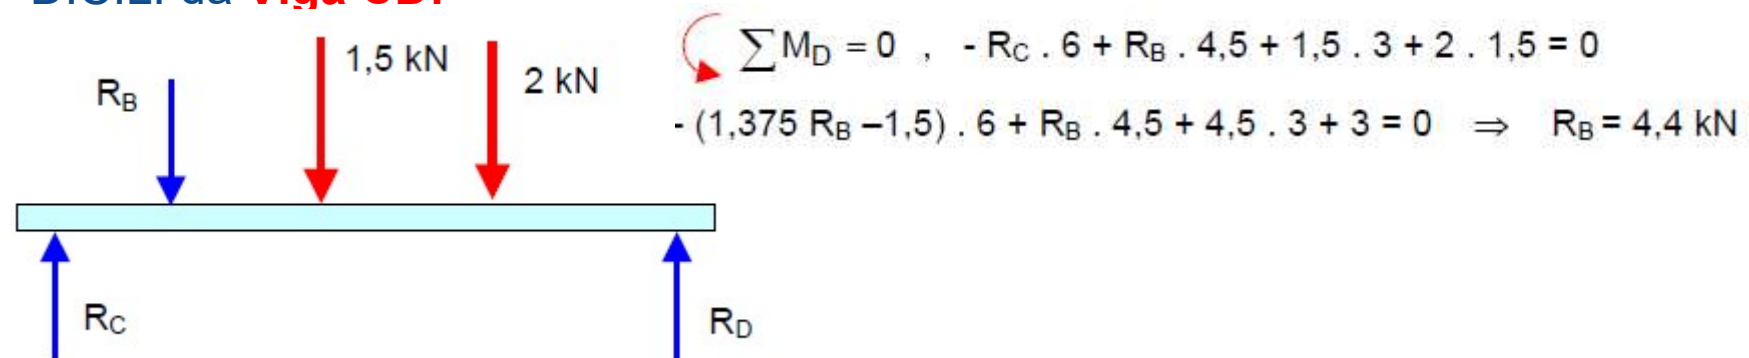 da
∑M_D = 0 , - R_C . 6 + R_B . 4,5 + 1,5 . 3 + 2 . 1,5 = 0
- (1,375 R_B –1,5) . 6 + R_B . 4,5 + 4,5 . 3 + 3 = 0 ⇒ R_B = 4,4 kN
1,5 kN
2 kN
R_B
R_C
R_D